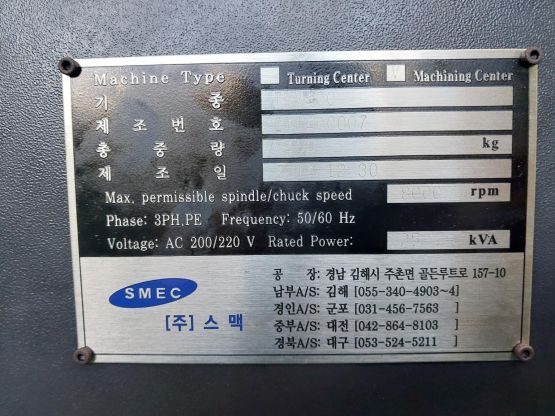 Machine Type Turning Center V Machining Center
기 종
제 조 번 호
총 중 량 kg
제 조 일
Max. permissible spindle/chuck speed 8000 rpm
Phase: 3PH,PE Frequency: 50/60 Hz
Voltage: AC 200/220 V Rated Power: kVA
SMEC
[주] 스 맥
공 장: 경남 김해시 주촌면 골든루트로 157-10
남부A/S: 김해 [055-340-4903~4]
경인A/S: 군포 [031-456-7563 ]
중부A/S: 대전 [042-864-8103 ]
경북A/S: 대구 [053-524-5211 ]